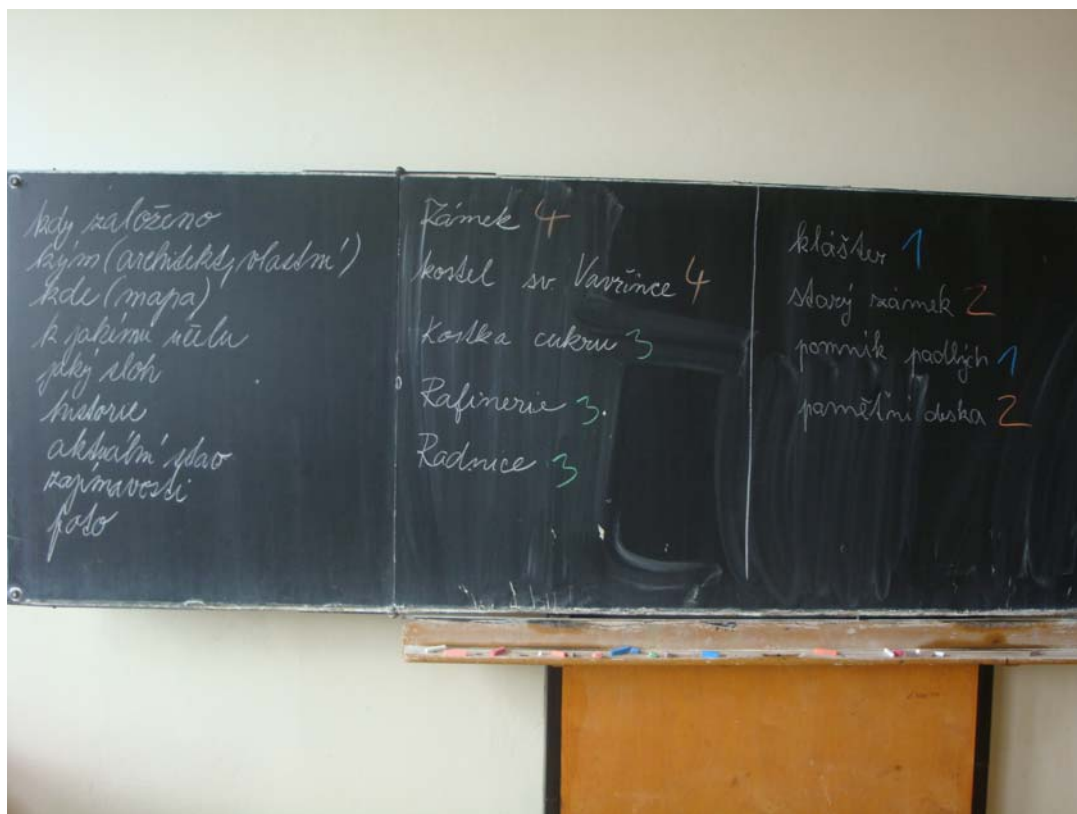 kdy založeno
kým (architekt, vlastní)
kde (mapa)
k jakému účelu
jaký sloh
historie
aktuální stav
zajímavosti
foto
Zámek 4
kostel sv. Vavřince 4
Kostka cukru 3
Rafinerie 3
Radnice 3
klášter 1
starý zámek 2
pomník padlých 1
pamětní deska 2